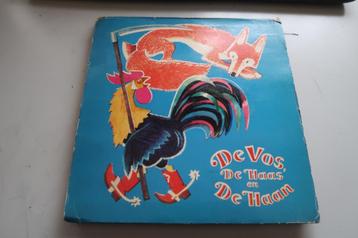 De Vos,
De Haas
en
De Haan